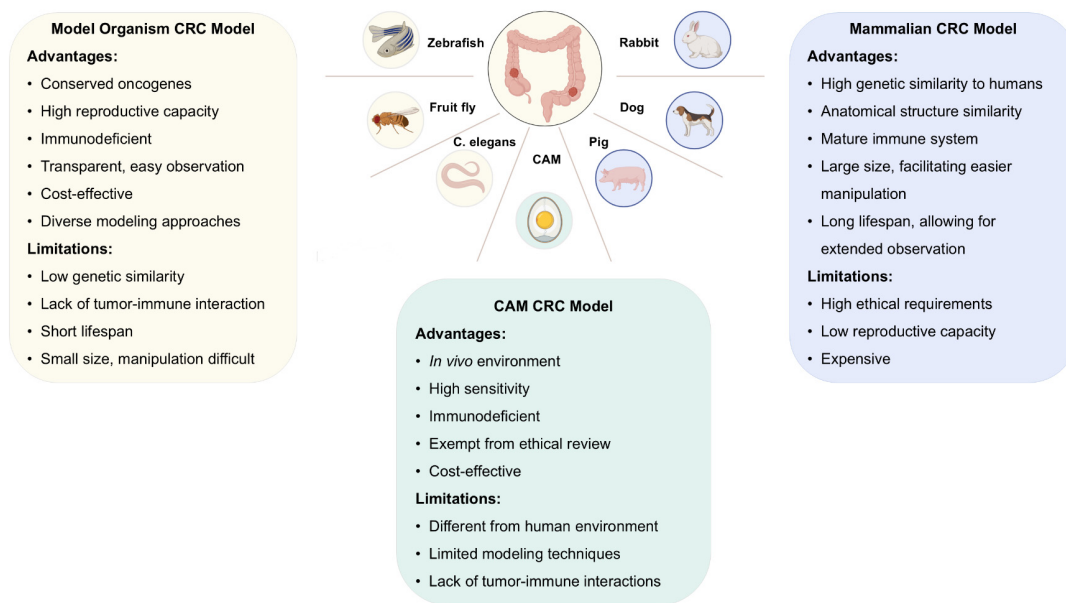 Model Organism CRC Model
Advantages:
• Conserved oncogenes
• High reproductive capacity
• Immunodeficient
• Transparent, easy observation
• Cost-effective
• Diverse modeling approaches
Limitations:
• Low genetic similarity
• Lack of tumor-immune interaction
• Short lifespan
• Small size, manipulation difficult
Zebrafish
Fruit fly
C. elegans
CAM
Pig
Dog
Rabbit
CAM CRC Model
Advantages:
• In vivo environment
• High sensitivity
• Immunodeficient
• Exempt from ethical review
• Cost-effective
Limitations:
• Different from human environment
• Limited modeling techniques
• Lack of tumor-immune interactions
Mammalian CRC Model
Advantages:
• High genetic similarity to humans
• Anatomical structure similarity
• Mature immune system
• Large size, facilitating easier
manipulation
• Long lifespan, allowing for
extended observation
Limitations:
• High ethical requirements
• Low reproductive capacity
• Expensive